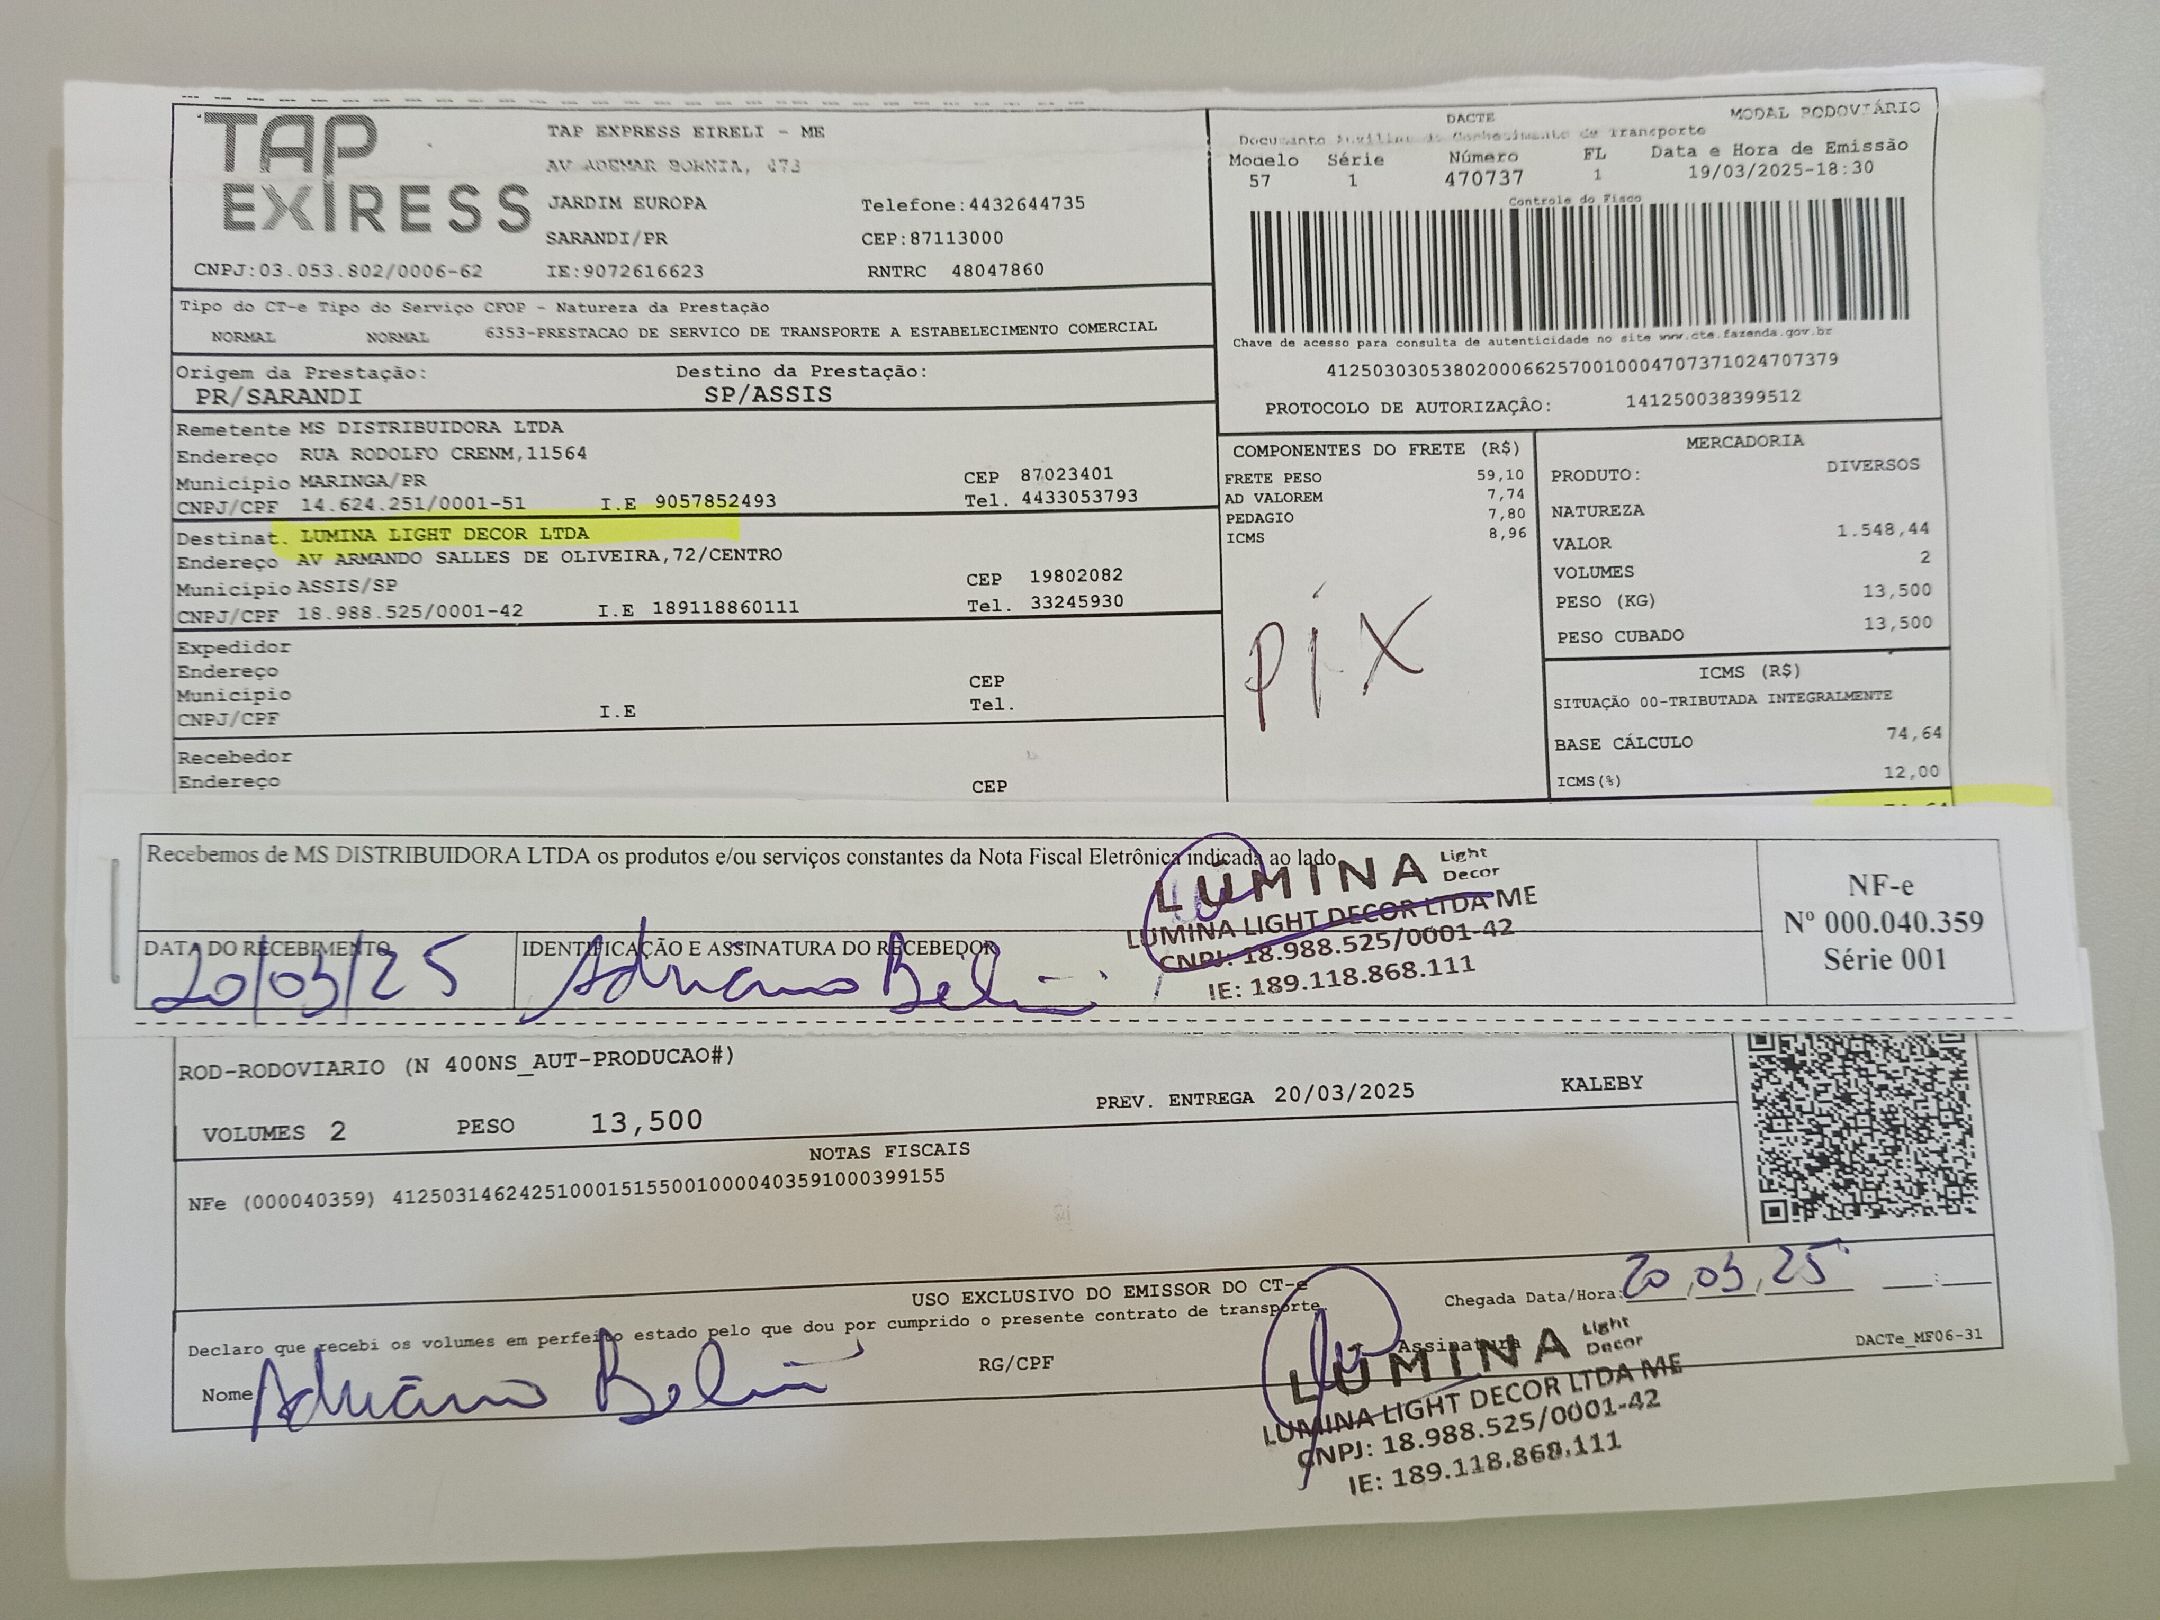 TAP EXPRESS
TAP EXPRESS EIRELI - ME
AV ADEMAR BORNIA, 473
JARDIM EUROPA Telefone:4432644735
SARANDI/PR CEP:87113000
CNPJ:03.053.802/0006-62 IE:9072616623 RNTRC 48047860
DACTE MODAL RODOVIÁRIO
Documento Auxiliar do Conhecimento de Transporte
Modelo Série Número FL Data e Hora de Emissão
57 1 470737 1 19/03/2025-18:30
Controle do Fisco
Chave de acesso para consulta de autenticidade no site www.cte.fazenda.gov.br
41250303053802000662570010004707371024707379
PROTOCOLO DE AUTORIZAÇÃO: 141250038399512
Tipo do CT-e Tipo do Serviço CFOP - Natureza da Prestação
NORMAL NORMAL 6353-PRESTACAO DE SERVICO DE TRANSPORTE A ESTABELECIMENTO COMERCIAL
Origem da Prestação: Destino da Prestação:
PR/SARANDI SP/ASSIS
Remetente MS DISTRIBUIDORA LTDA
Endereço RUA RODOLFO CRENM,11564
Municipio MARINGA/PR CEP 87023401
CNPJ/CPF 14.624.251/0001-51 I.E 9057852493 Tel. 4433053793
Destinat. LUMINA LIGHT DECOR LTDA
Endereço AV ARMANDO SALLES DE OLIVEIRA,72/CENTRO
Municipio ASSIS/SP CEP 19802082
CNPJ/CPF 18.988.525/0001-42 I.E 189118860111 Tel. 33245930
Expedidor
Endereço
Municipio CEP
CNPJ/CPF I.E Tel.
Recebedor
Endereço CEP
COMPONENTES DO FRETE (R$)
FRETE PESO 59,10
AD VALOREM 7,74
PEDAGIO 7,80
ICMS 8,96
PIX
MERCADORIA
PRODUTO: DIVERSOS
NATUREZA
VALOR 1.548,44
VOLUMES 2
PESO (KG) 13,500
PESO CUBADO 13,500
ICMS (R$)
SITUAÇÃO 00-TRIBUTADA INTEGRALMENTE
BASE CÁLCULO 74,64
ICMS(%) 12,00
Recebemos de MS DISTRIBUIDORA LTDA os produtos e/ou serviços constantes da Nota Fiscal Eletrônica indicada ao lado
DATA DO RECEBIMENTO IDENTIFICAÇÃO E ASSINATURA DO RECEBEDOR
20/03/25 Adriano
LUMINA Light Decor
LUMINA LIGHT DECOR LTDA ME
CNPJ: 18.988.525/0001-42
IE: 189.118.868.111
NF-e
Nº 000.040.359
Série 001
ROD-RODOVIARIO (N 400NS_AUT-PRODUCAO#)
VOLUMES 2 PESO 13,500 PREV. ENTREGA 20/03/2025 KALEBY
NOTAS FISCAIS
NFe (000040359) 41250314624251000151550010000403591000399155
USO EXCLUSIVO DO EMISSOR DO CT-e
Declaro que recebi os volumes em perfeito estado pelo que dou por cumprido o presente contrato de transporte.
Chegada Data/Hora: 20,03,25 :
Nome Adriano RG/CPF Assinatura
DACTe_MF06-31
LUMINA Light Decor
LUMINA LIGHT DECOR LTDA ME
CNPJ: 18.988.525/0001-42
IE: 189.118.868.111